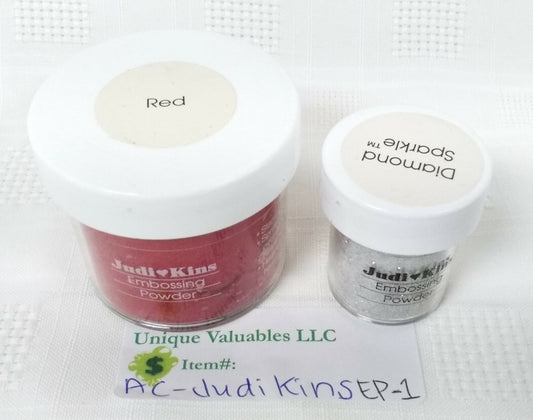 Red
Diamond
Sparkle™
Judi♥Kins
Embossing
Powder
Judi♥Kins
Embossing
Powder
Unique Valuables LLC
$ Item#:
AC-JudiKinsEP-1